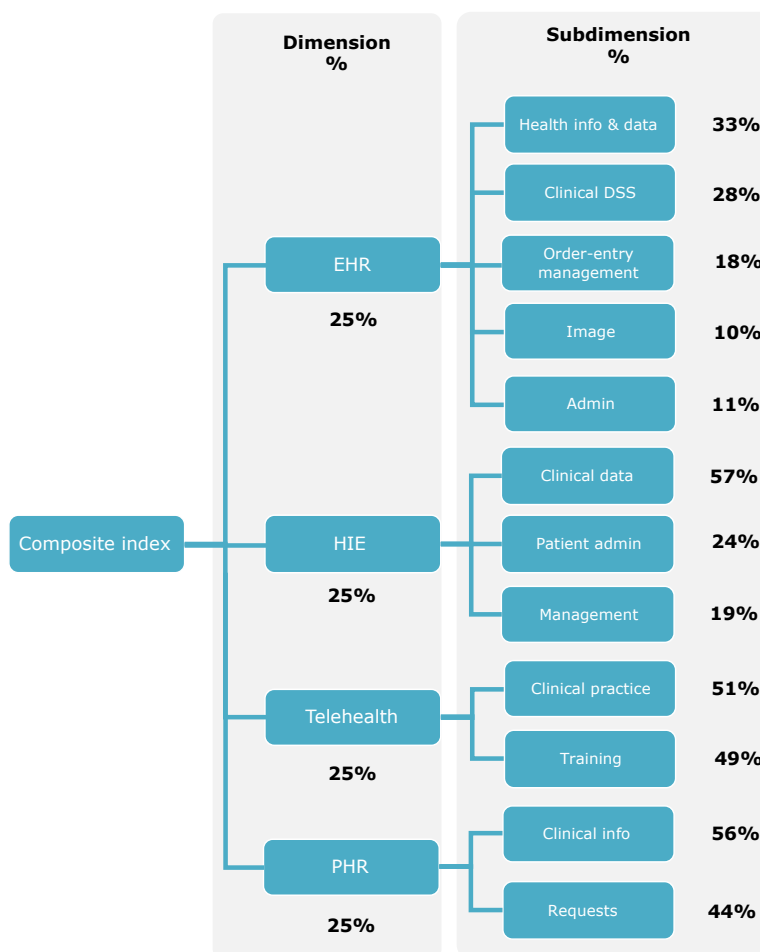 Dimension
%
Subdimension
%
Health info & data
33%
Clinical DSS
28%
EHR
25%
Order-entry
management
18%
Image
10%
Admin
11%
Composite index
HIE
25%
Clinical data
57%
Patient admin
24%
Management
19%
Telehealth
25%
Clinical practice
51%
Training
49%
PHR
25%
Clinical info
56%
Requests
44%